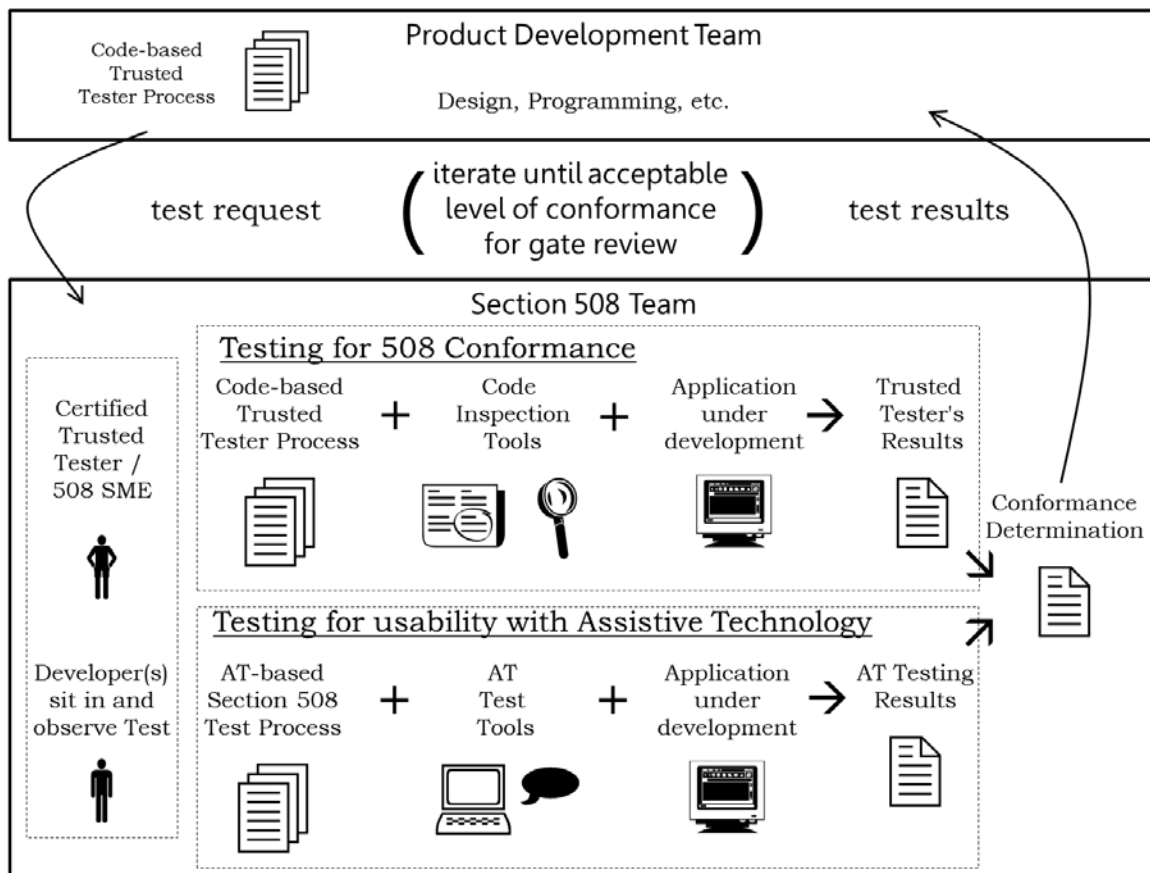 Product Development Team
Code-based
Trusted
Tester Process
Design, Programming, etc.
test request
(iterate until acceptable
level of conformance
for gate review)
test results
Section 508 Team
Certified
Trusted
Tester /
508 SME
Developer(s)
sit in and
observe Test
Testing for 508 Conformance
Code-based
Trusted
Tester Process
+
Code
Inspection
Tools
+
Application
under
development
Trusted
Tester's
Results
Testing for usability with Assistive Technology
AT-based
Section 508
Test Process
+
AT
Test
Tools
+
Application
under
development
AT Testing
Results
Conformance
Determination